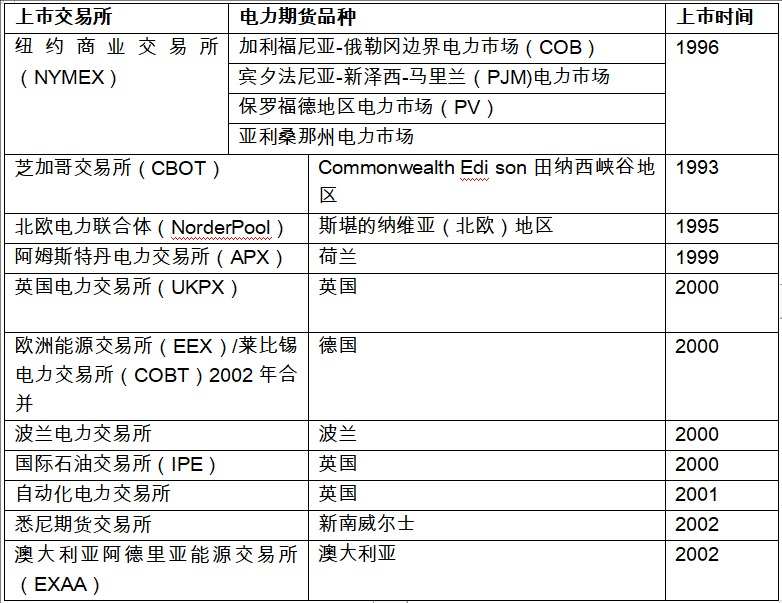 上市交易所 电力期货品种 上市时间
纽约商业交易所 加利福尼亚-俄勒冈边界电力市场（COB） 1996
（NYMEX） 宾夕法尼亚-新泽西-马里兰（PJM)电力市场
保罗福德地区电力市场（PV）
亚利桑那州电力市场
芝加哥交易所（CBOT） Commonwealth Edi son 田纳西峡谷地 1993
区
北欧电力联合体（NorderPool） 斯堪的纳维亚（北欧）地区 1995
阿姆斯特丹电力交易所（APX） 荷兰 1999
英国电力交易所（UKPX） 英国 2000
欧洲能源交易所（EEX）/莱比锡 德国 2000
电力交易所（COBT）2002 年合
并
波兰电力交易所 波兰 2000
国际石油交易所（IPE） 英国 2000
自动化电力交易所 英国 2001
悉尼期货交易所 新南威尔士 2002
澳大利亚阿德里亚能源交易所 澳大利亚 2002
（EXAA）